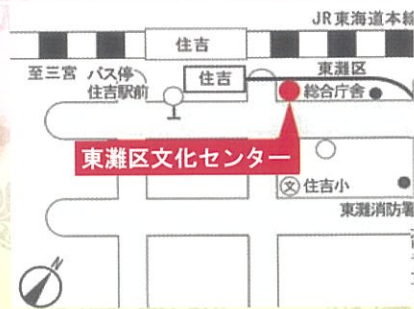 JR東海道本線
住吉
至三宮
バス停
住吉駅前
住吉
東灘区
総合庁舎
東灘区文化センター
文 住吉小
東灘消防署
N